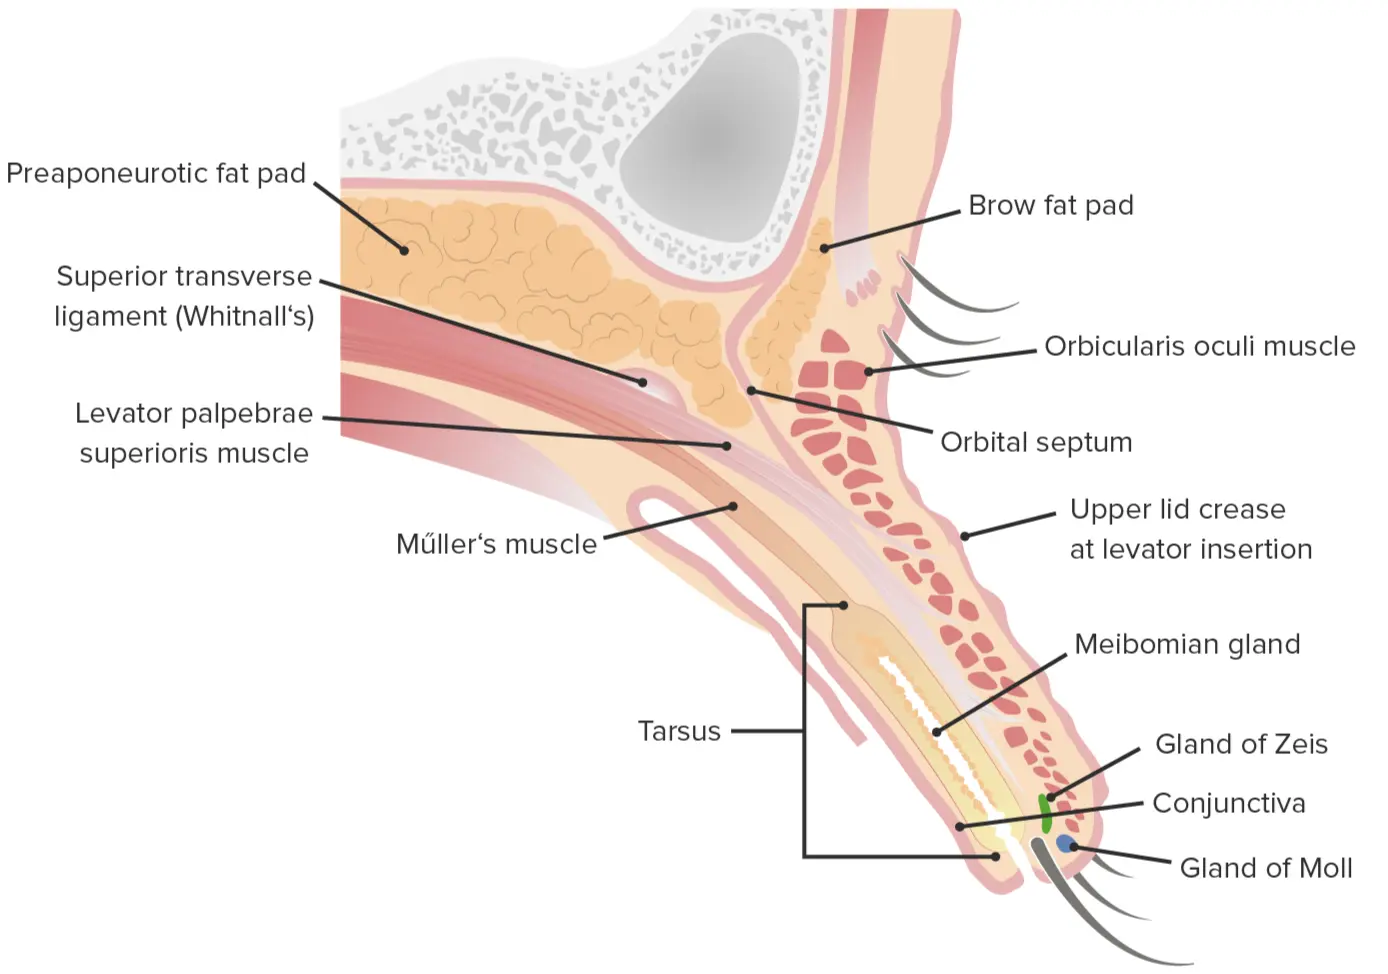 Preaponeurotic fat pad
Superior transverse
ligament (Whitnall‘s)
Levator palpebrae
superioris muscle
Műller‘s muscle
Tarsus
Brow fat pad
Orbicularis oculi muscle
Orbital septum
Upper lid crease
at levator insertion
Meibomian gland
Gland of Zeis
Conjunctiva
Gland of Moll